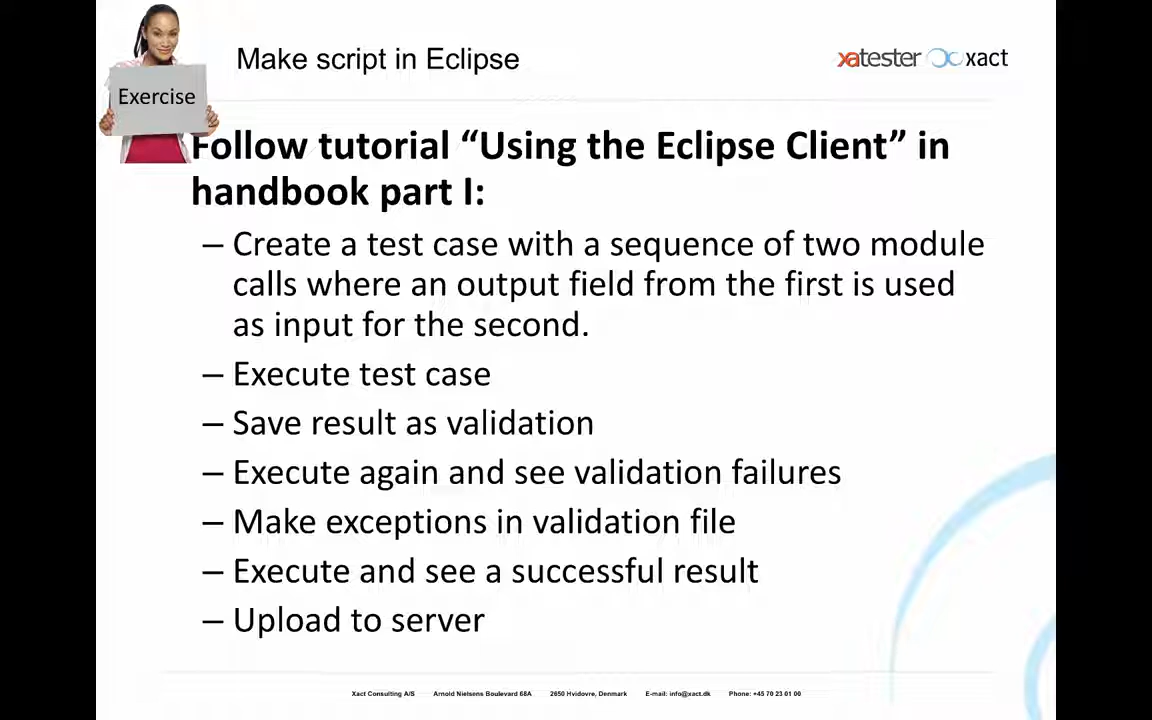 Make script in Eclipse
xatester xact
Exercise
Follow tutorial “Using the Eclipse Client” in
handbook part I:
– Create a test case with a sequence of two module
calls where an output field from the first is used
as input for the second.
– Execute test case
– Save result as validation
– Execute again and see validation failures
– Make exceptions in validation file
– Execute and see a successful result
– Upload to server
Xact Consulting A/S Arnold Nielsens Boulevard 68A 2650 Hvidovre, Denmark E-mail: info@xact.dk Phone: +45 70 23 01 00